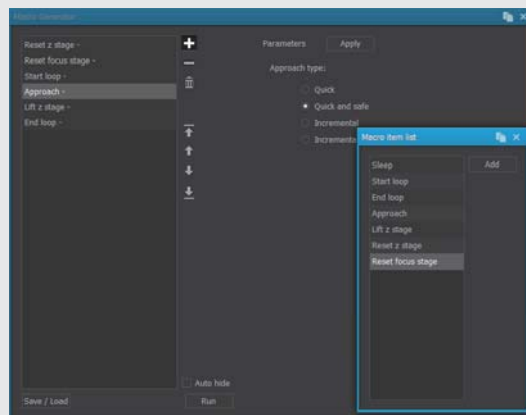 Macro Generator
Reset z stage -
Reset focus stage -
Start loop -
Approach -
Lift z stage -
End loop -
Parameters
Apply
Approach type:
Quick
Quick and safe
Incremental
Incrementa
Macro item list
Sleep
Start loop
End loop
Approach
Lift z stage
Reset z stage
Reset focus stage
Add
Auto hide
Save / Load
Run